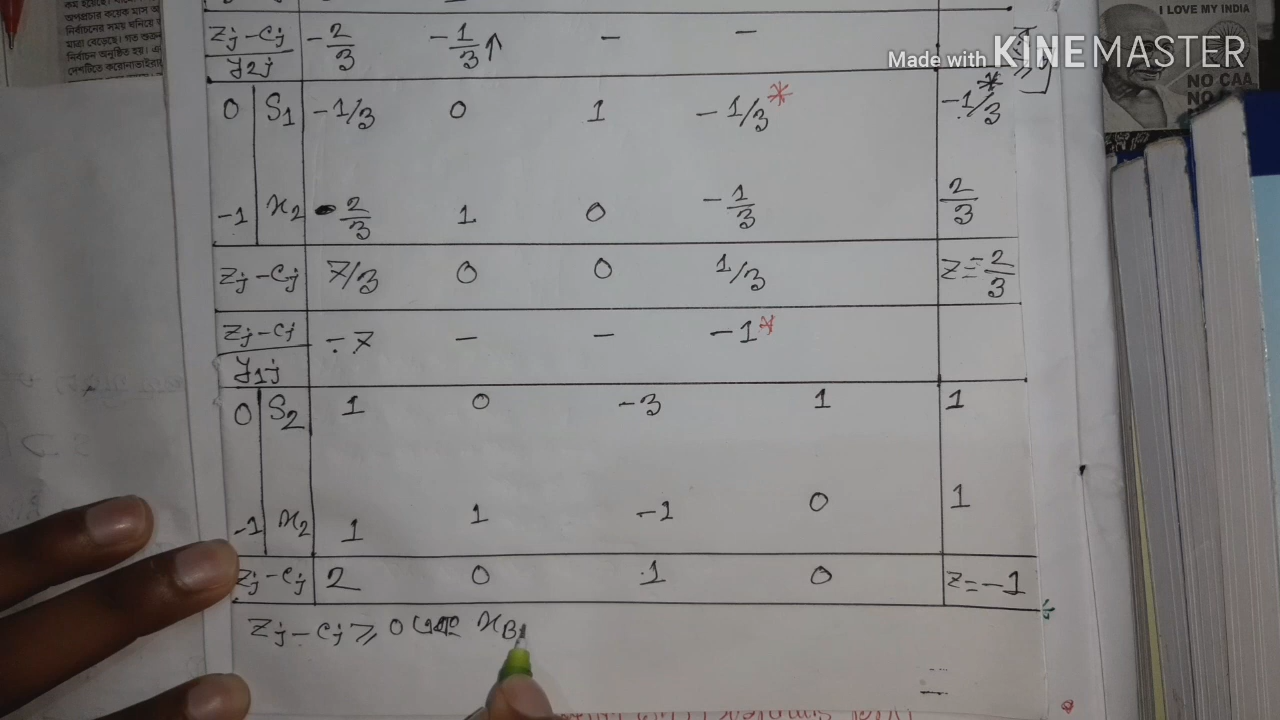 I LOVE MY INDIA
Made with KINEMASTER
NO CAA
NO
Zj-Cj / y2j -2/3 -1/3↑ - -
0 S1 -1/3 0 1 -1/3* -1/3*
-1 x2 2/3 1 0 -1/3 2/3
Zj-Cj 7/3 0 0 1/3 Z=-2/3
Zj-Cj / y1j -7 - - -1*
0 S2 1 0 -3 1 1
-1 x2 1 1 -1 0 1
Zj-Cj 2 0 1 0 Z=-1
Zj-Cj ≥ 0 এবং xB